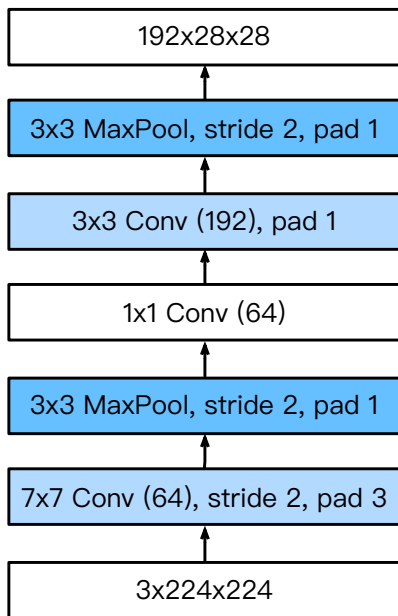 192x28x28
3x3 MaxPool, stride 2, pad 1
3x3 Conv (192), pad 1
1x1 Conv (64)
3x3 MaxPool, stride 2, pad 1
7x7 Conv (64), stride 2, pad 3
3x224x224